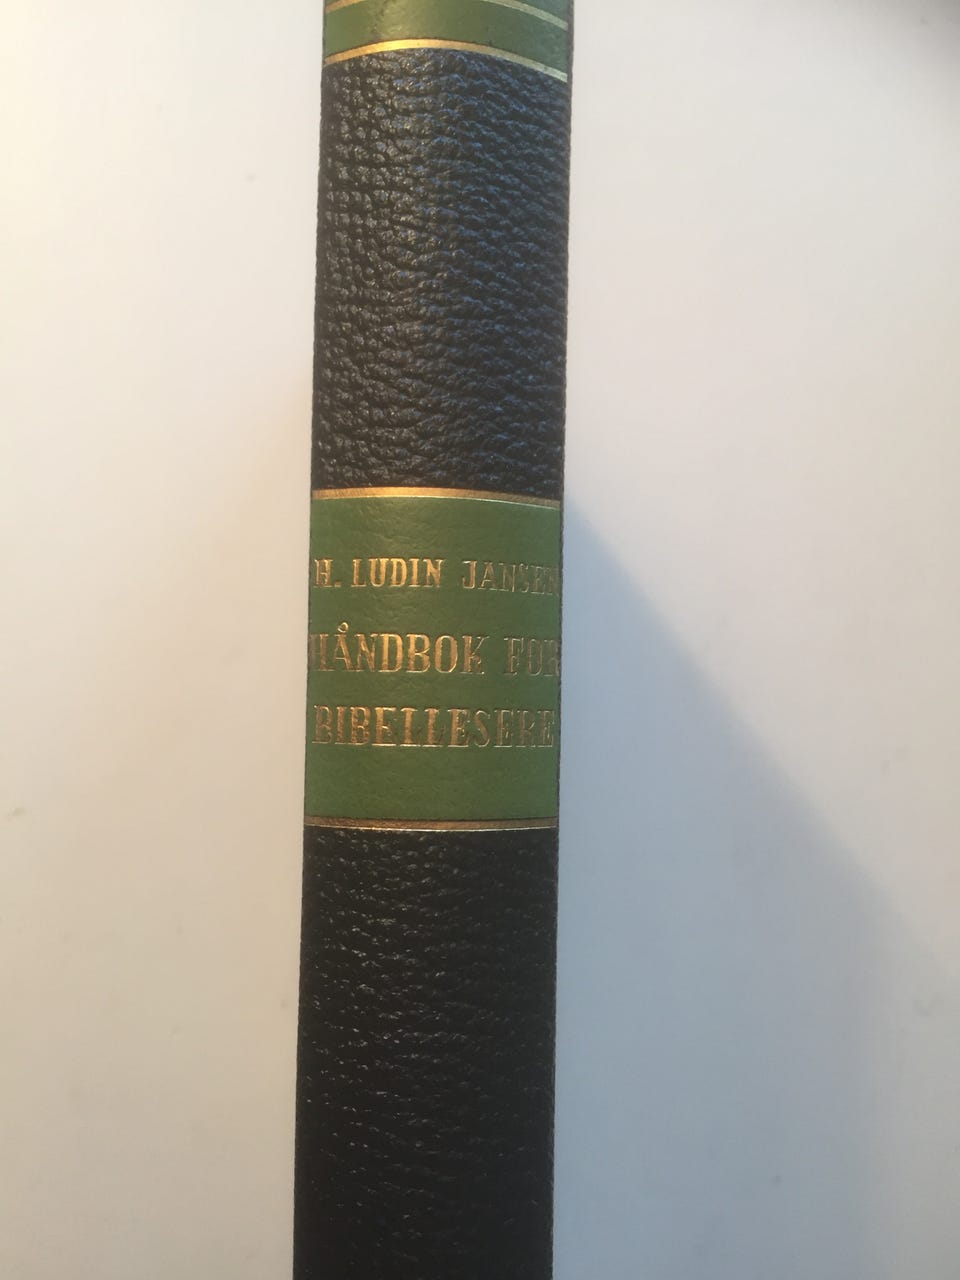 H. LUDIN JANSEN
HÅNDBOK FOR
BIBELLESERE